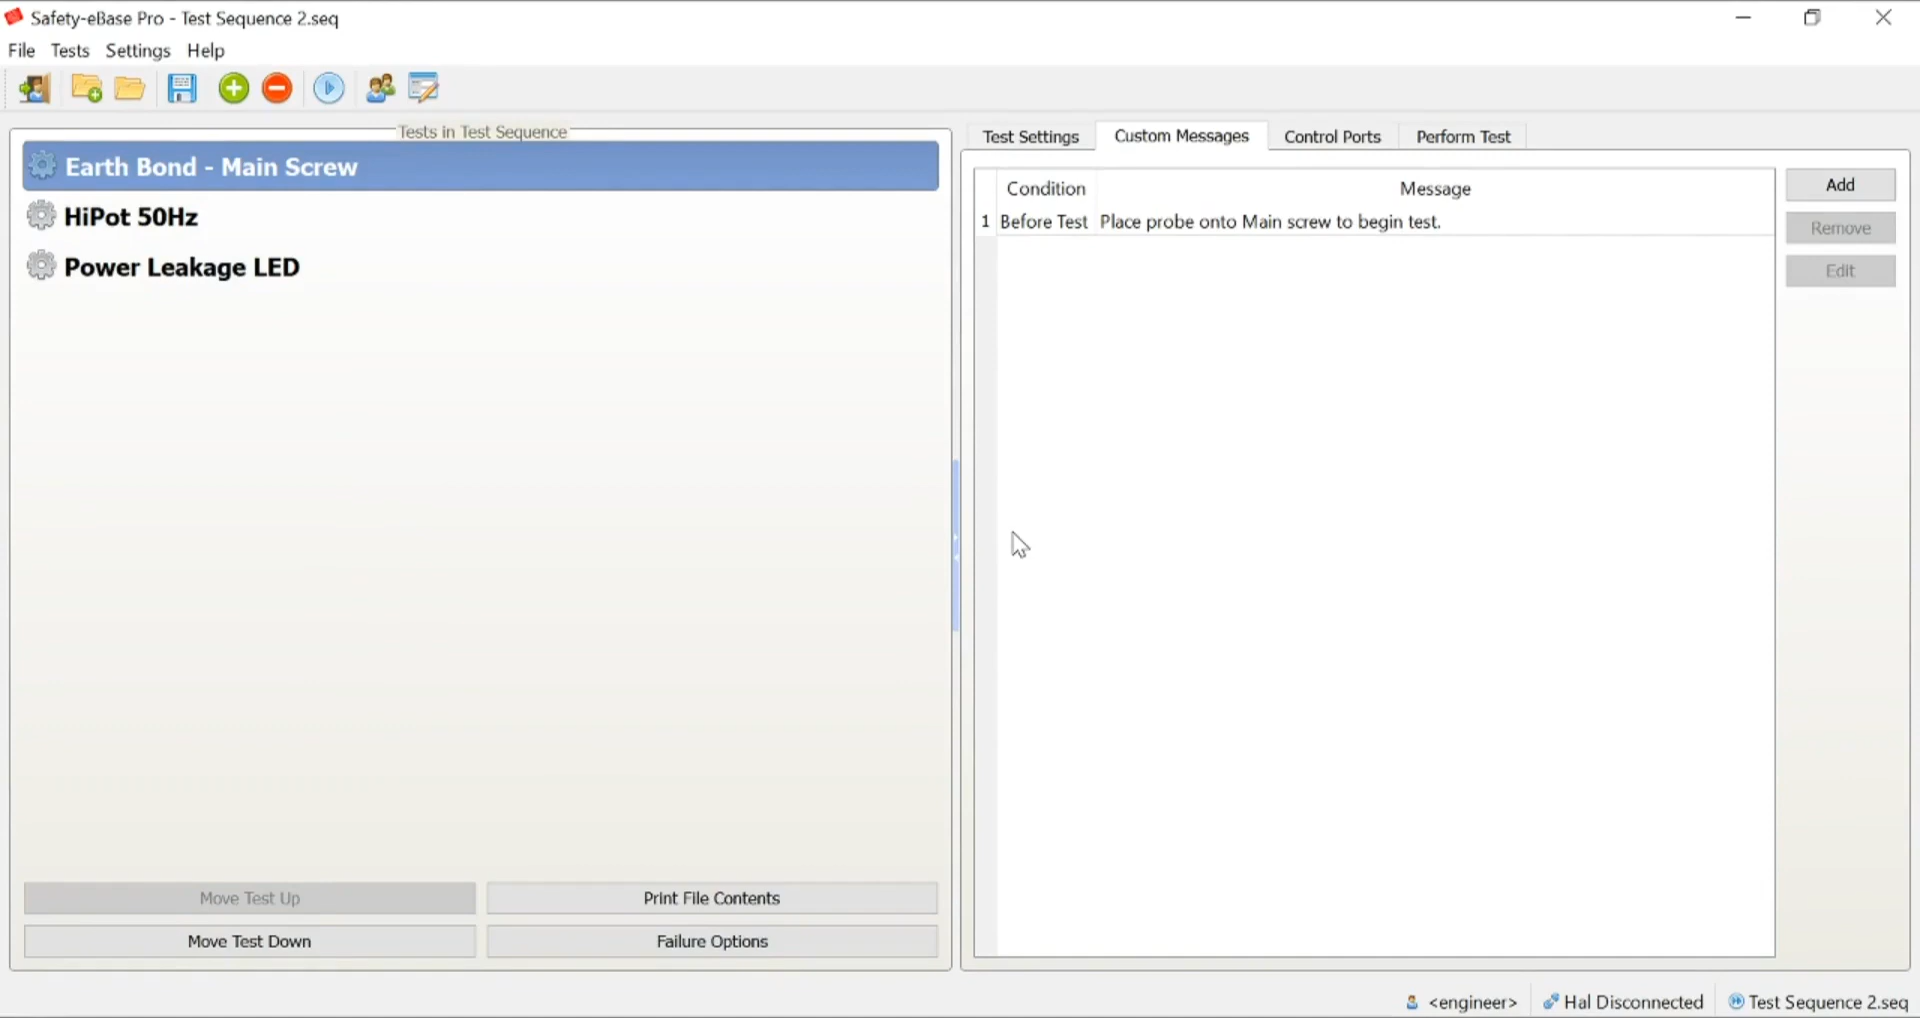 Safety-eBase Pro - Test Sequence 2.seq
File Tests Settings Help
Tests in Test Sequence
Earth Bond - Main Screw
HiPot 50Hz
Power Leakage LED
Move Test Up
Print File Contents
Move Test Down
Failure Options
Test Settings Custom Messages Control Ports Perform Test
Condition Message
1 Before Test Place probe onto Main screw to begin test.
Add
Remove
Edit
<engineer> Hal Disconnected Test Sequence 2.seq